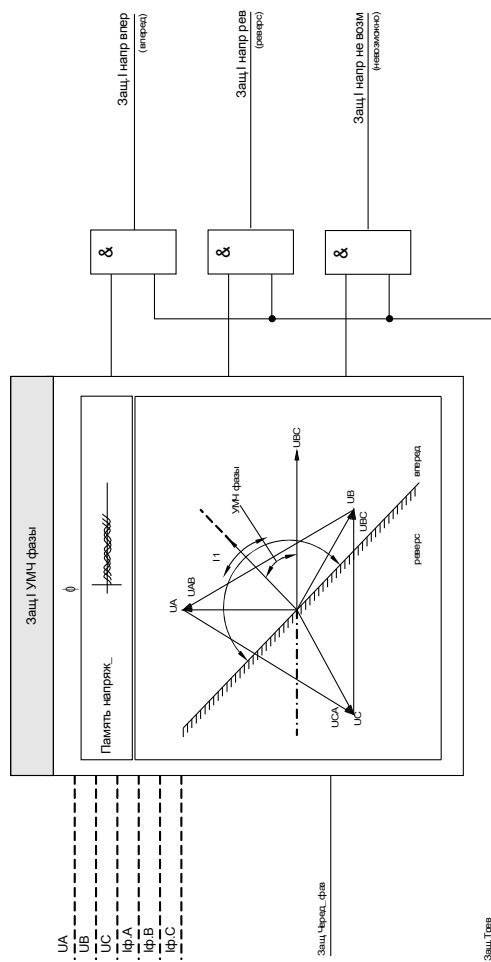 Защ,I УМЧ фазы
ϕ
Память напряж_
UA
UB
UC
Iф.A
Iф.B
Iф.C
UA
UAB
I1
УМЧ фазы
UBC
UB
UBC
UCA
UC
вперед
реверс
&
&
&
Защ,I напр впер
(вперед)
Защ,I напр рев
(реверс)
Защ,I напр не возм
(невозможно)
Защ,Черед_фаз
Защ,Трев